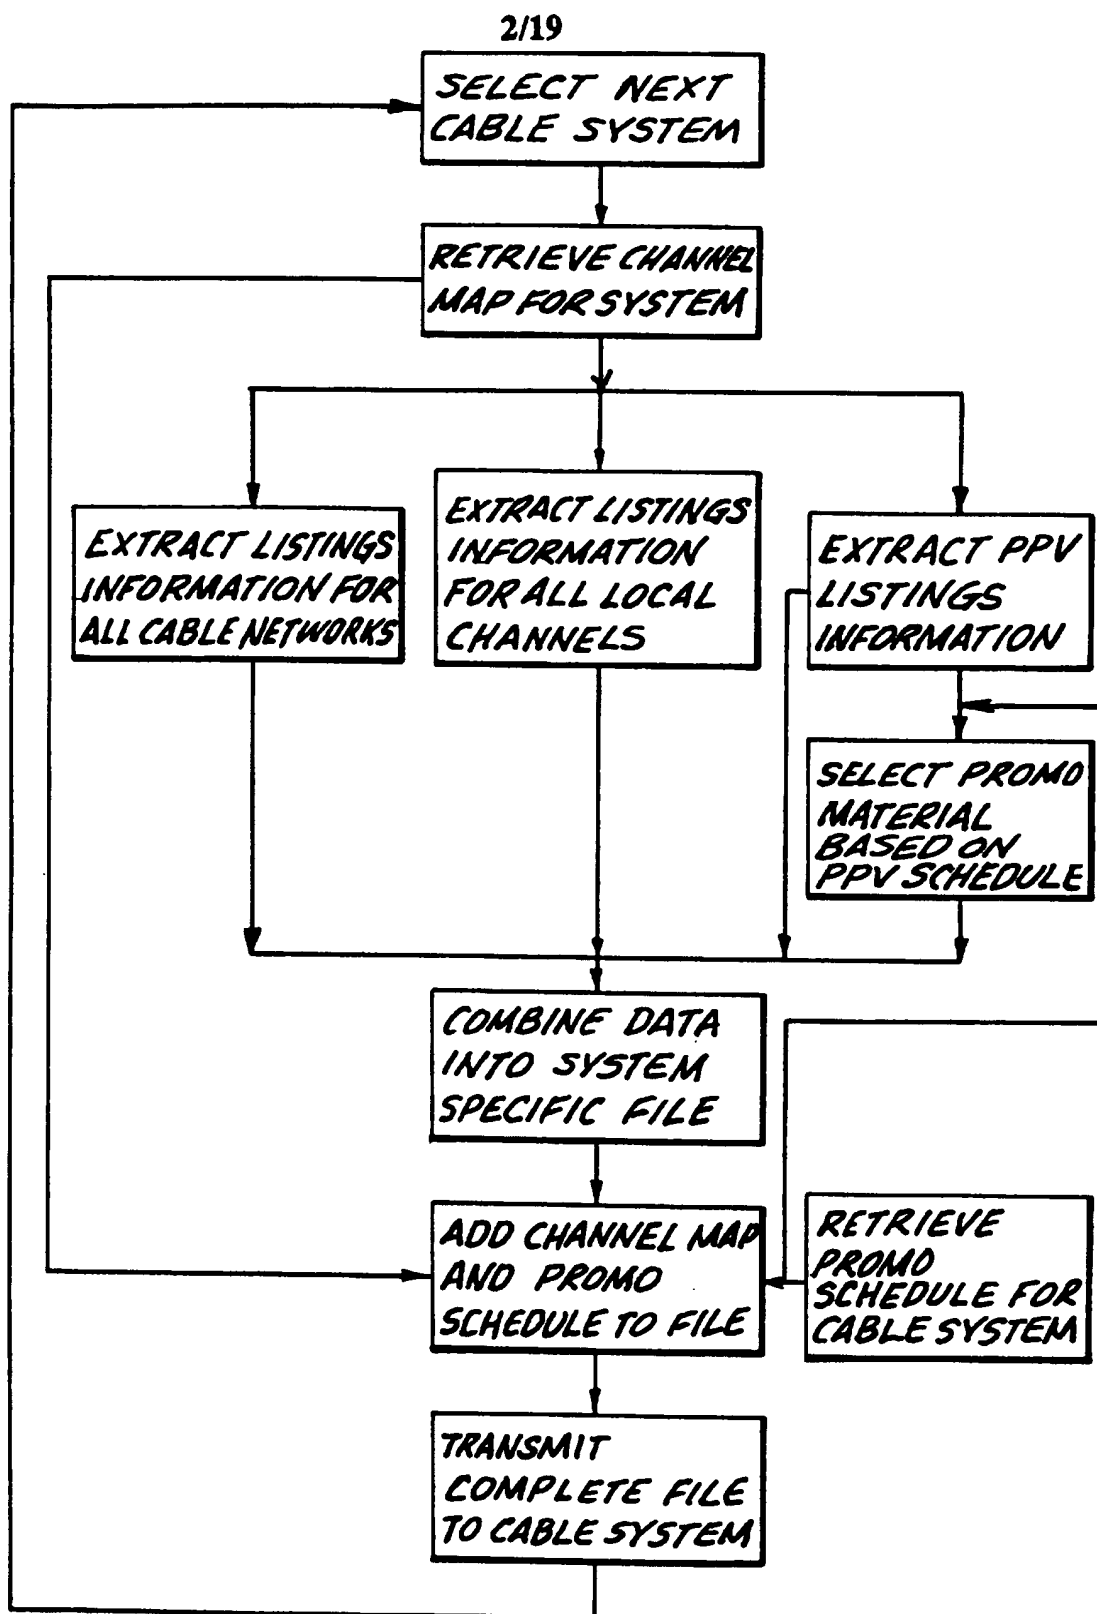 2/19
SELECT NEXT
CABLE SYSTEM
RETRIEVE CHANNEL
MAP FOR SYSTEM
EXTRACT LISTINGS
INFORMATION FOR
ALL CABLE NETWORKS
EXTRACT LISTINGS
INFORMATION
FOR ALL LOCAL
CHANNELS
EXTRACT PPV
LISTINGS
INFORMATION
SELECT PROMO
MATERIAL
BASED ON
PPV SCHEDULE
COMBINE DATA
INTO SYSTEM
SPECIFIC FILE
ADD CHANNEL MAP
AND PROMO
SCHEDULE TO FILE
RETRIEVE
PROMO
SCHEDULE FOR
CABLE SYSTEM
TRANSMIT
COMPLETE FILE
TO CABLE SYSTEM